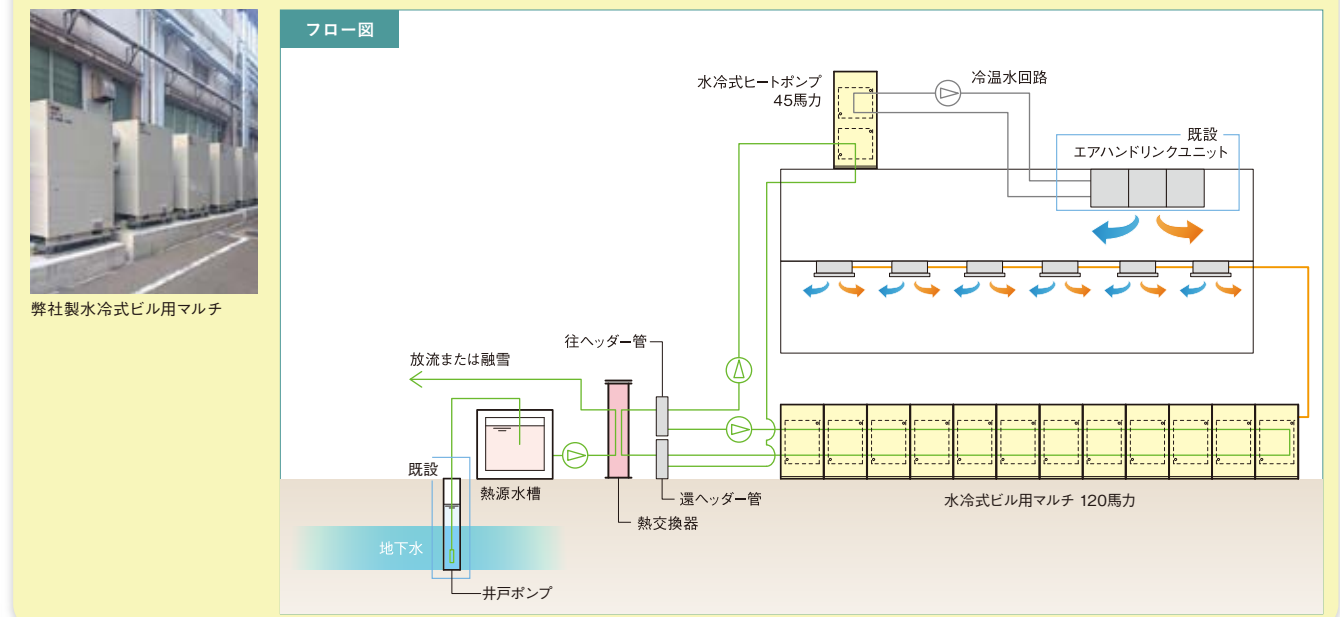 フロー図
弊社製水冷式ビル用マルチ
水冷式ヒートポンプ
45馬力
冷温水回路
既設
エアハンドリンクユニット
往ヘッダー管
放流または融雪
既設
熱源水槽
還ヘッダー管
熱交換器
水冷式ビル用マルチ 120馬力
地下水
井戸ポンプ